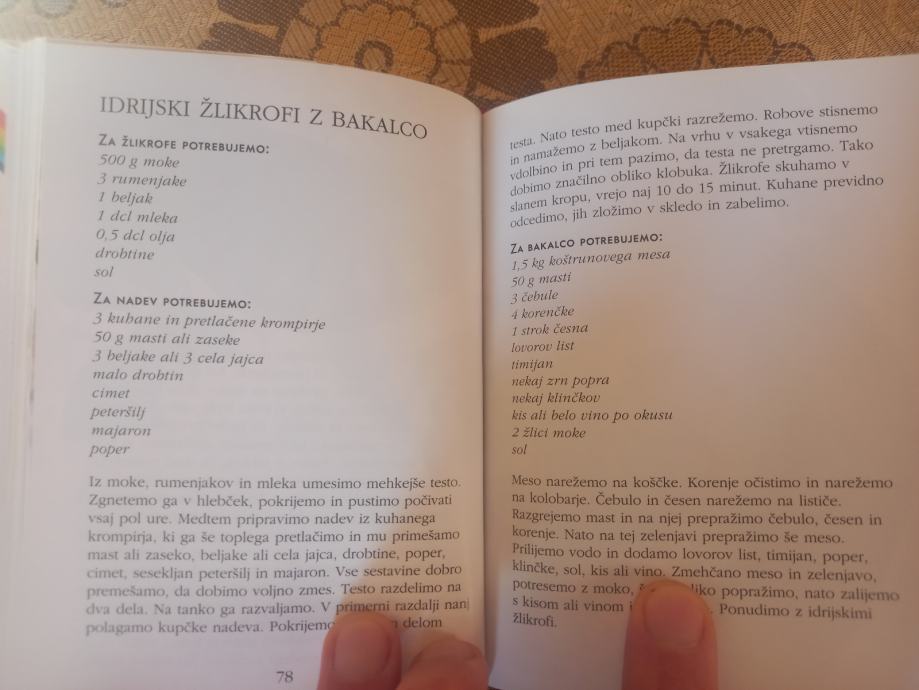 IDRIJSKI ŽLIKROFI Z BAKALCO
ZA ŽLIKROFE POTREBUJEMO:
500 g moke
3 rumenjake
1 beljak
1 dcl mleka
0,5 dcl olja
drobtine
sol
ZA NADEV POTREBUJEMO:
3 kuhane in pretlačene krompirje
50 g masti ali zaseke
3 beljake ali 3 cela jajca
malo drobtin
cimet
peteršilj
majaron
poper
Iz moke, rumenjakov in mleka umesimo mehkejše testo.
Zgnetemo ga v hlebček, pokrijemo in pustimo počivati
vsaj pol ure. Medtem pripravimo nadev iz kuhanega
krompirja, ki ga še toplega pretlačimo in mu primešamo
mast ali zaseko, beljake ali cela jajca, drobtine, poper,
cimet, sesekljan peteršilj in majaron. Vse sestavine dobro
premešamo, da dobimo voljno zmes. Testo razdelimo na
dva dela. Na tanko ga razvaljamo. V primerni razdalji nanj
polagamo kupčke nadeva. Pokrijemo delom
78
testa. Nato testo med kupčki razrežemo. Robove stisnemo
in namažemo z beljakom. Na vrhu v vsakega vtisnemo
vdolbino in pri tem pazimo, da testa ne pretrgamo. Tako
dobimo značilno obliko klobuka. Žlikrofe skuhamo v
slanem kropu, vrejo naj 10 do 15 minut. Kuhane previdno
odcedimo, jih zložimo v skledo in zabelimo.
ZA BAKALCO POTREBUJEMO:
1,5 kg koštrunovega mesa
50 g masti
3 čebule
4 korenčke
1 strok česna
lovorov list
timijan
nekaj zrn popra
nekaj klinčkov
kis ali belo vino po okusu
2 žlici moke
sol
Meso narežemo na koščke. Korenje očistimo in narežemo
na kolobarje. Čebulo in česen narežemo na lističe.
Razgrejemo mast in na njej prepražimo čebulo, česen in
korenje. Nato na tej zelenjavi prepražimo še meso.
Prilijemo vodo in dodamo lovorov list, timijan, poper,
klinčke, sol, kis ali vino. Zmehčano meso in zelenjavo,
potresemo z moko, popražimo, nato zalijemo
s kisom ali vinom Ponudimo z idrijskimi
žlikrofi.